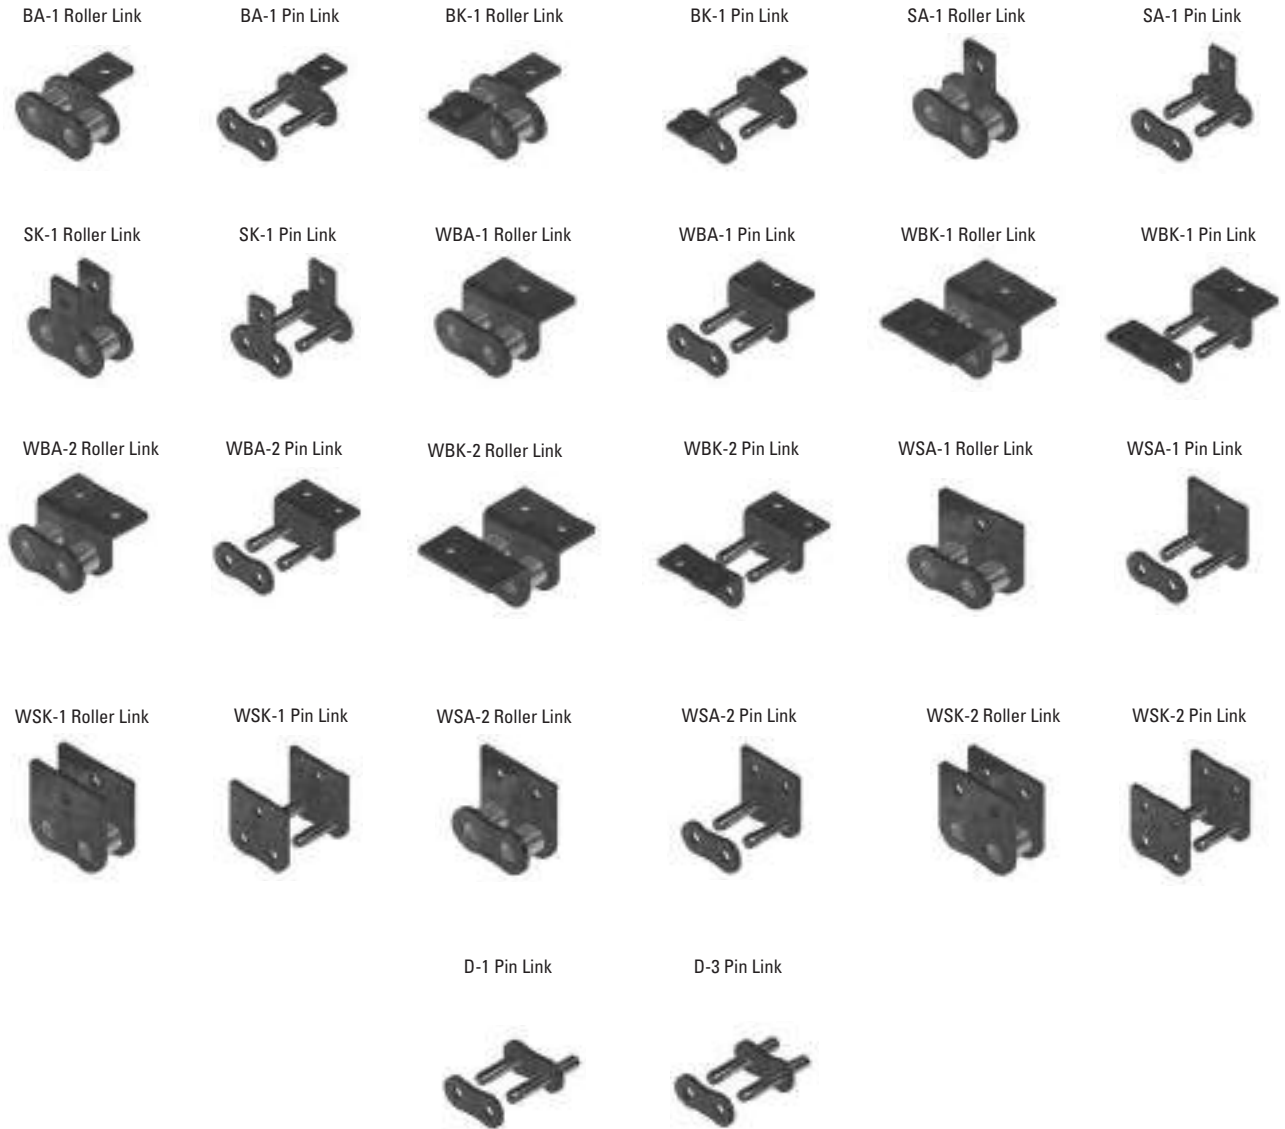 BA-1 Roller Link
BA-1 Pin Link
BK-1 Roller Link
BK-1 Pin Link
SA-1 Roller Link
SA-1 Pin Link
SK-1 Roller Link
SK-1 Pin Link
WBA-1 Roller Link
WBA-1 Pin Link
WBK-1 Roller Link
WBK-1 Pin Link
WBA-2 Roller Link
WBA-2 Pin Link
WBK-2 Roller Link
WBK-2 Pin Link
WSA-1 Roller Link
WSA-1 Pin Link
WSK-1 Roller Link
WSK-1 Pin Link
WSA-2 Roller Link
WSA-2 Pin Link
WSK-2 Roller Link
WSK-2 Pin Link
D-1 Pin Link
D-3 Pin Link